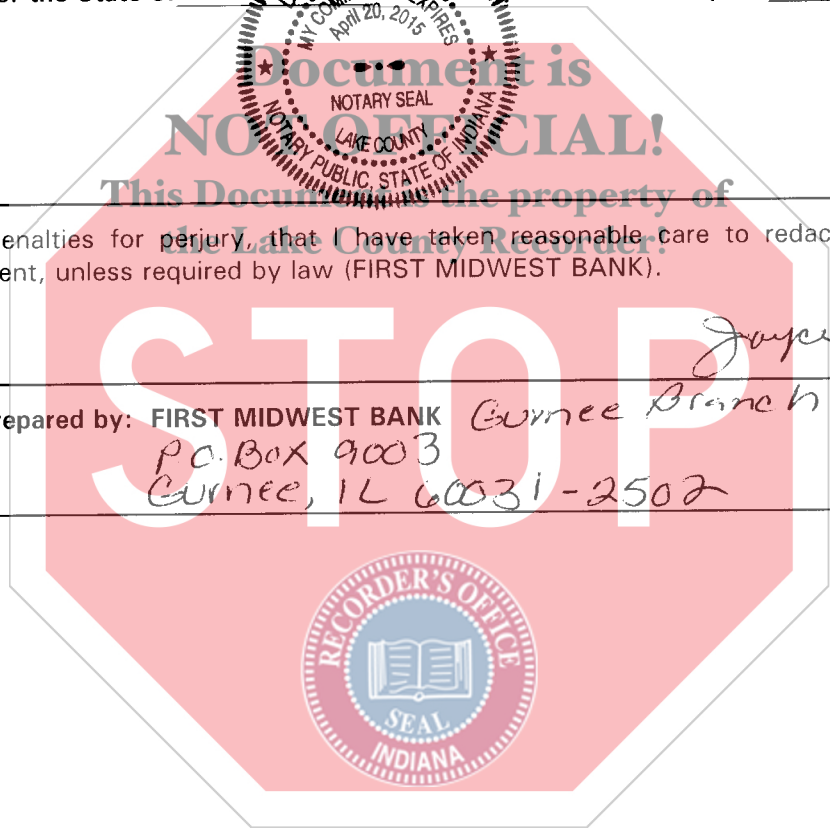 MY COMM EXPIRES
April 20, 2015
NOTARY SEAL
LAKE COUNTY
NOTARY PUBLIC, STATE OF INDIANA
Document is
NOT OFFICIAL!
This Document is the property of
the Lake County Recorder!
enalties for perjury, that I have taken reasonable care to redac
ent, unless required by law (FIRST MIDWEST BANK).
Joyce
STOP
repared by: FIRST MIDWEST BANK Gurnee Branch
P.O. Box 9003
Gurnee, IL 60031-2502
RECORDER'S OFFICE
SEAL
INDIANA